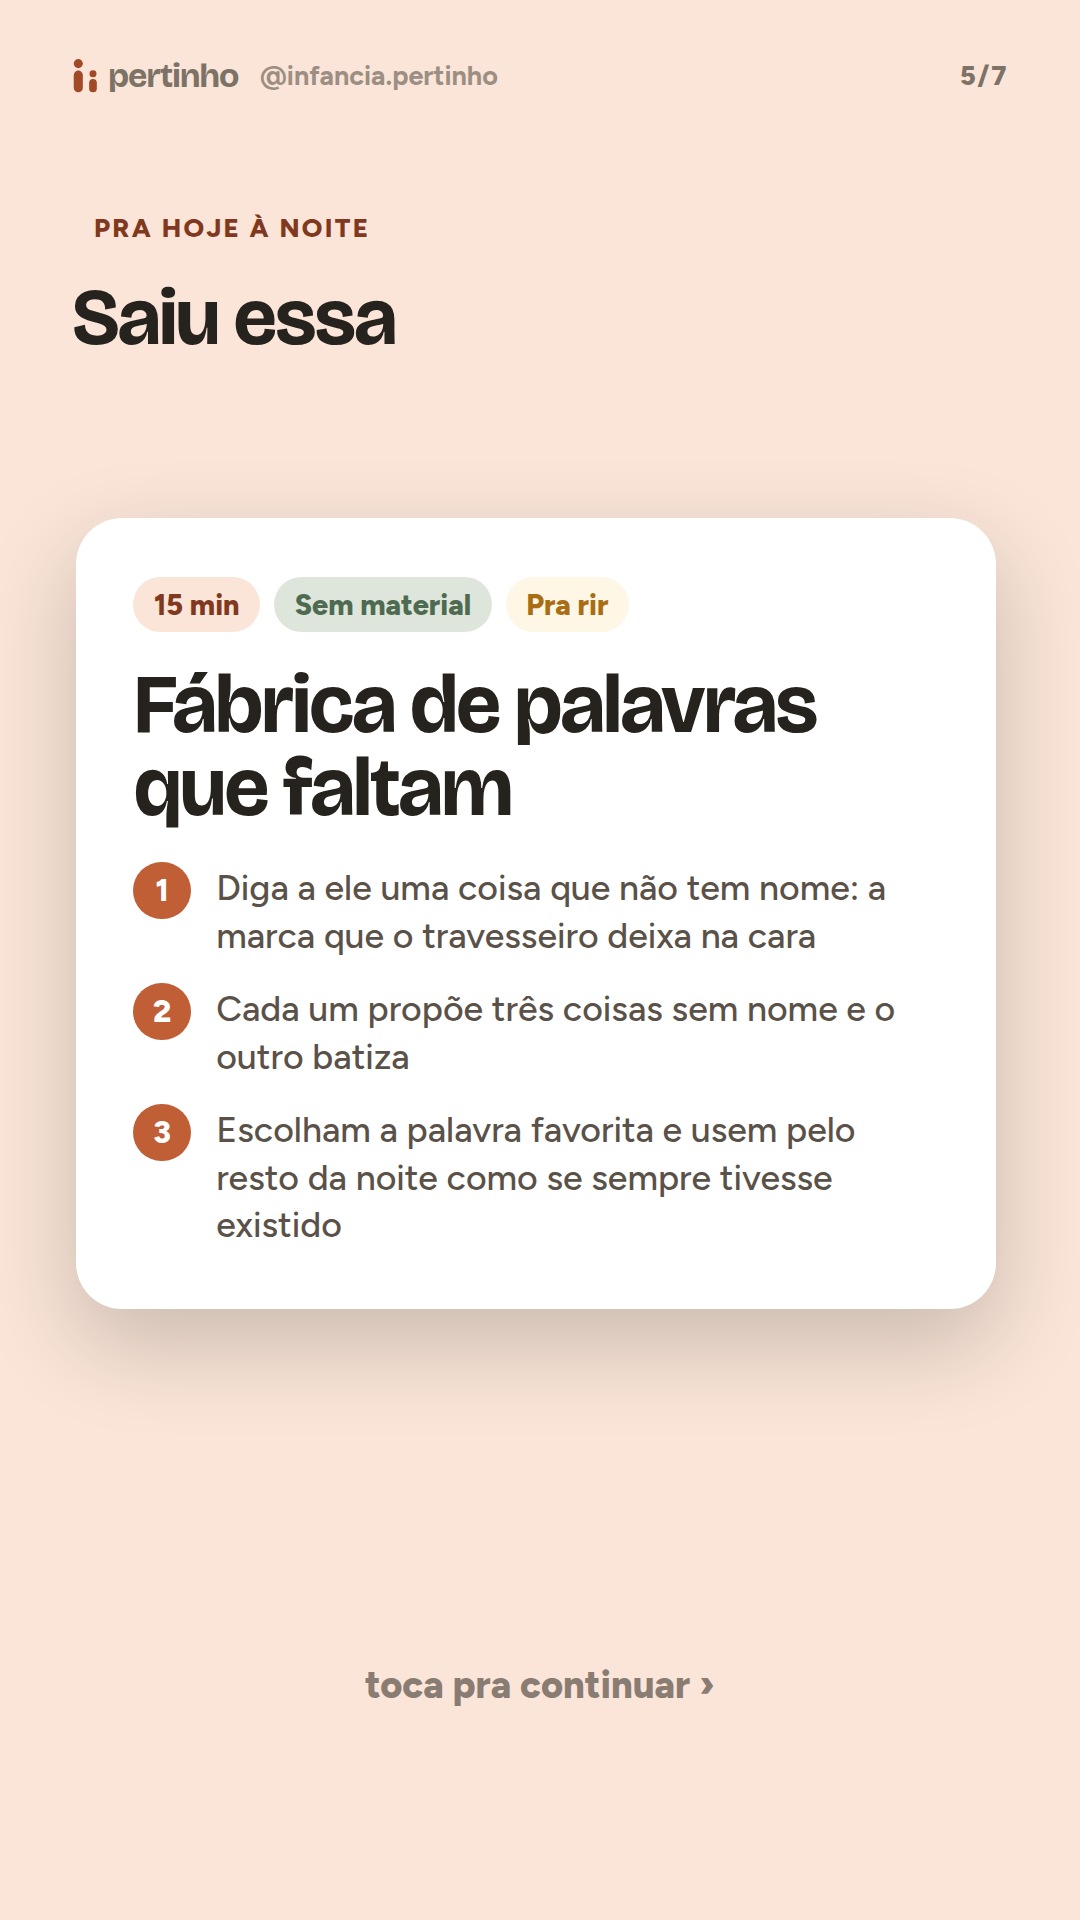 pertinho @infancia.pertinho 5/7
PRA HOJE À NOITE
Saiu essa
15 min Sem material Pra rir
Fábrica de palavras
que faltam
1 Diga a ele uma coisa que não tem nome: a
marca que o travesseiro deixa na cara
2 Cada um propõe três coisas sem nome e o
outro batiza
3 Escolham a palavra favorita e usem pelo
resto da noite como se sempre tivesse
existido
toca pra continuar ›